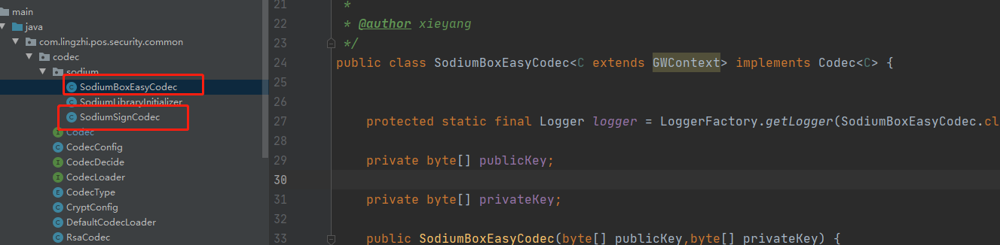 main
java
com.lingzhi.pos.security.common
codec
sodium
SodiumBoxEasyCodec
SodiumLibraryInitializer
SodiumSignCodec
Codec
CodecConfig
CodecDecide
CodecLoader
CodecType
CryptConfig
DefaultCodecLoader
RsaCodec
21 *
22 * @author xieyang
23 */
24 public class SodiumBoxEasyCodec<C extends GWContext> implements Codec<C> {
25
26
27 protected static final Logger logger = LoggerFactory.getLogger(SodiumBoxEasyCodec.cl
28
29 private byte[] publicKey;
30
31 private byte[] privateKey;
32
33 public SodiumBoxEasyCodec(byte[] publicKey,byte[] privateKey) {